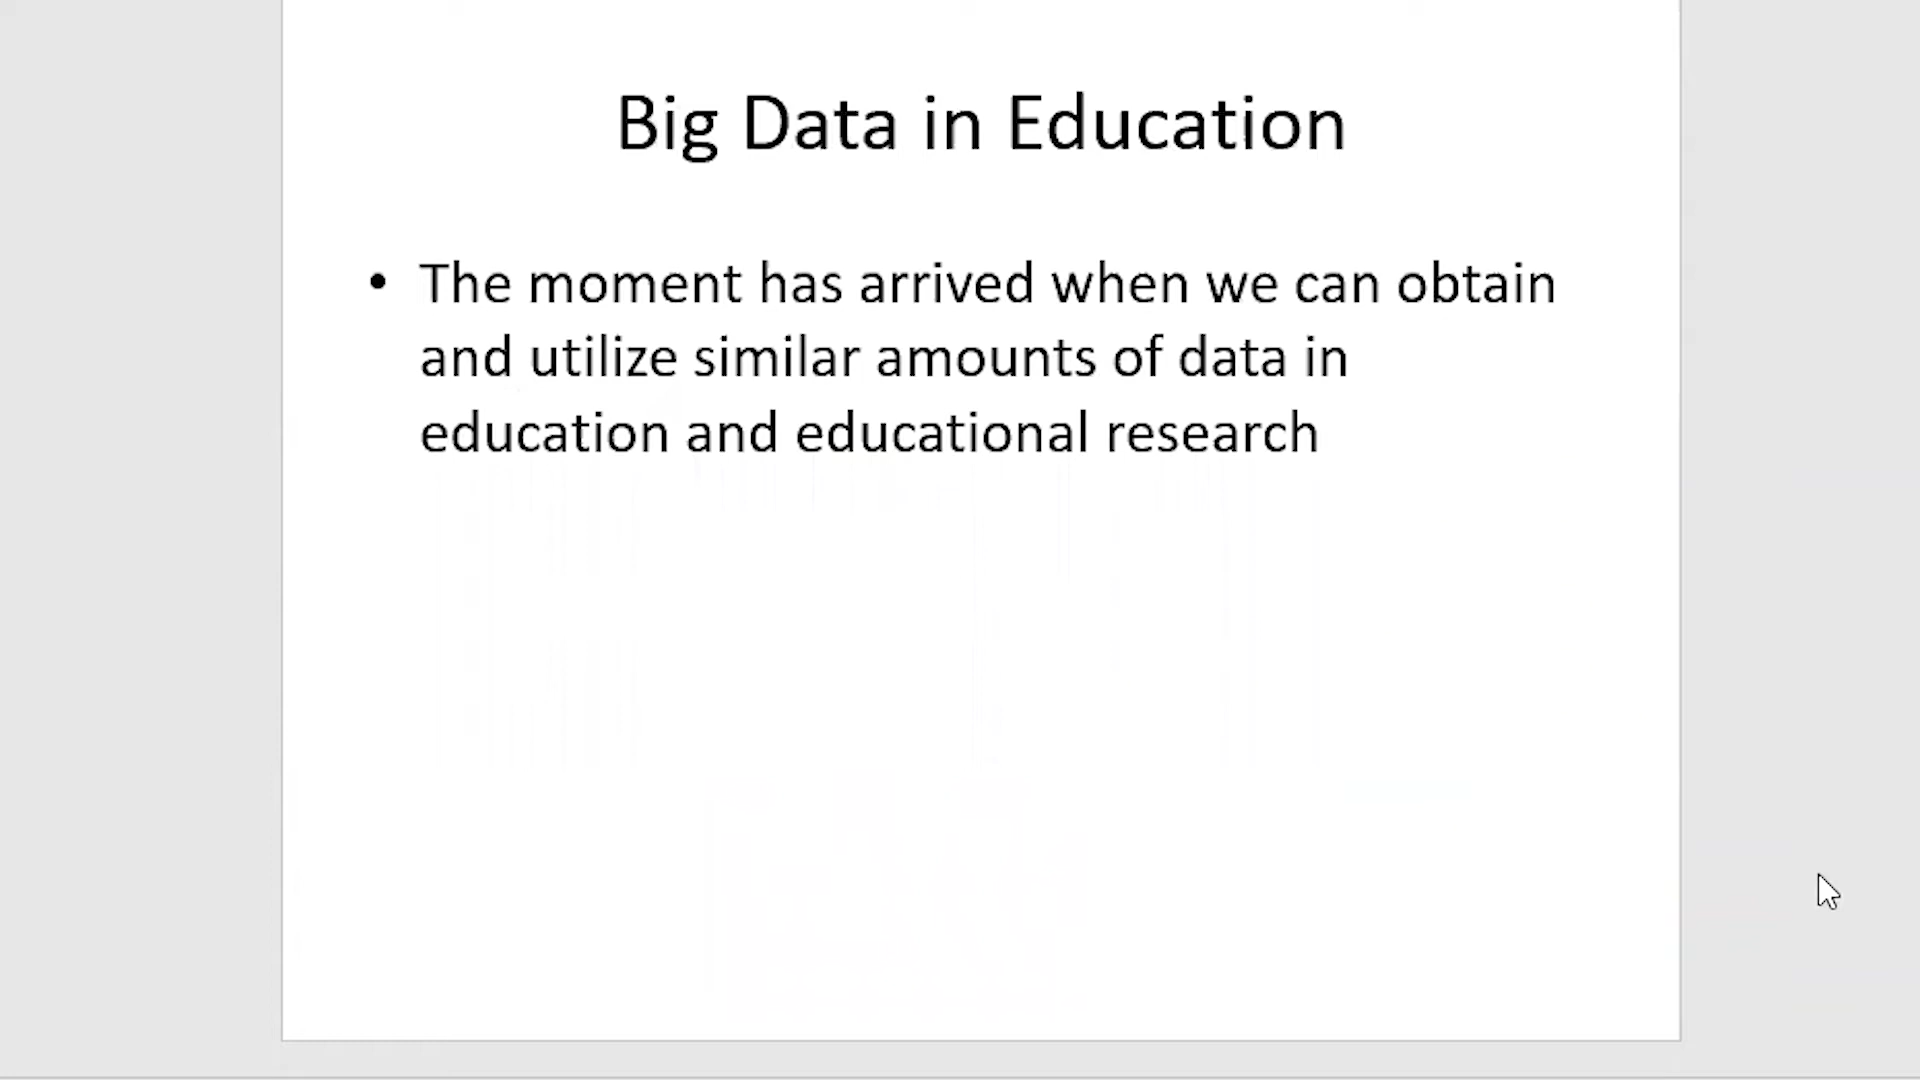 Big Data in Education
• The moment has arrived when we can obtain
and utilize similar amounts of data in
education and educational research